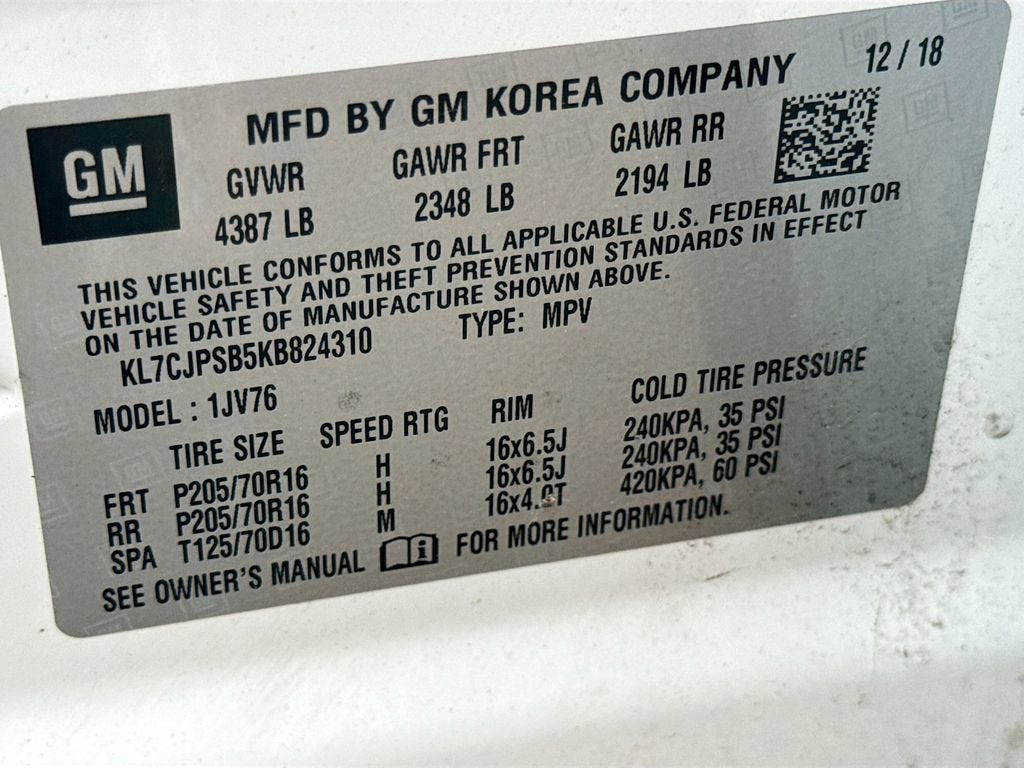 MFD BY GM KOREA COMPANY 12 / 18
GM
GVWR GAWR FRT GAWR RR
4387 LB 2348 LB 2194 LB
THIS VEHICLE CONFORMS TO ALL APPLICABLE U.S. FEDERAL MOTOR
VEHICLE SAFETY AND THEFT PREVENTION STANDARDS IN EFFECT
ON THE DATE OF MANUFACTURE SHOWN ABOVE.
KL7CJPSB5KB824310 TYPE: MPV
MODEL : 1JV76
TIRE SIZE SPEED RTG RIM COLD TIRE PRESSURE
FRT P205/70R16 H 16x6.5J 240KPA, 35 PSI
RR P205/70R16 H 16x6.5J 240KPA, 35 PSI
SPA T125/70D16 M 16x4.0T 420KPA, 60 PSI
SEE OWNER'S MANUAL FOR MORE INFORMATION.